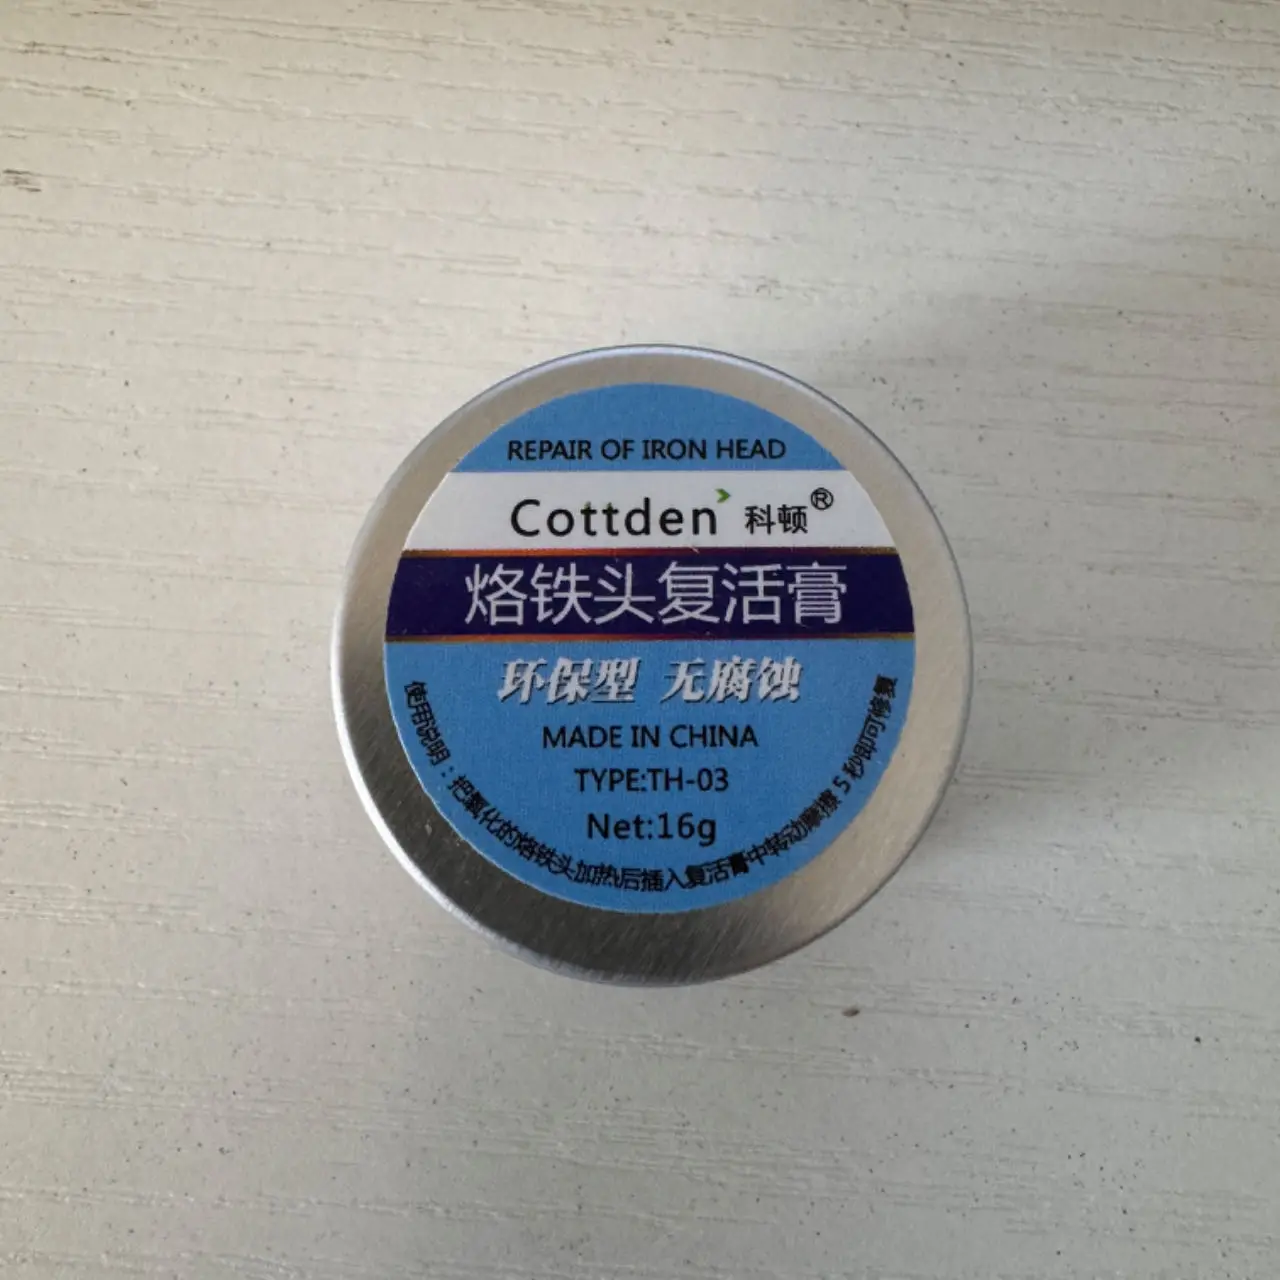 REPAIR OF IRON HEAD
Cottden 科顿®
烙铁头复活膏
环保型 无腐蚀
MADE IN CHINA
TYPE:TH-03
Net:16g
使用说明：把氧化的烙铁头加热后插入复活膏中转动摩擦 5 秒即可修复